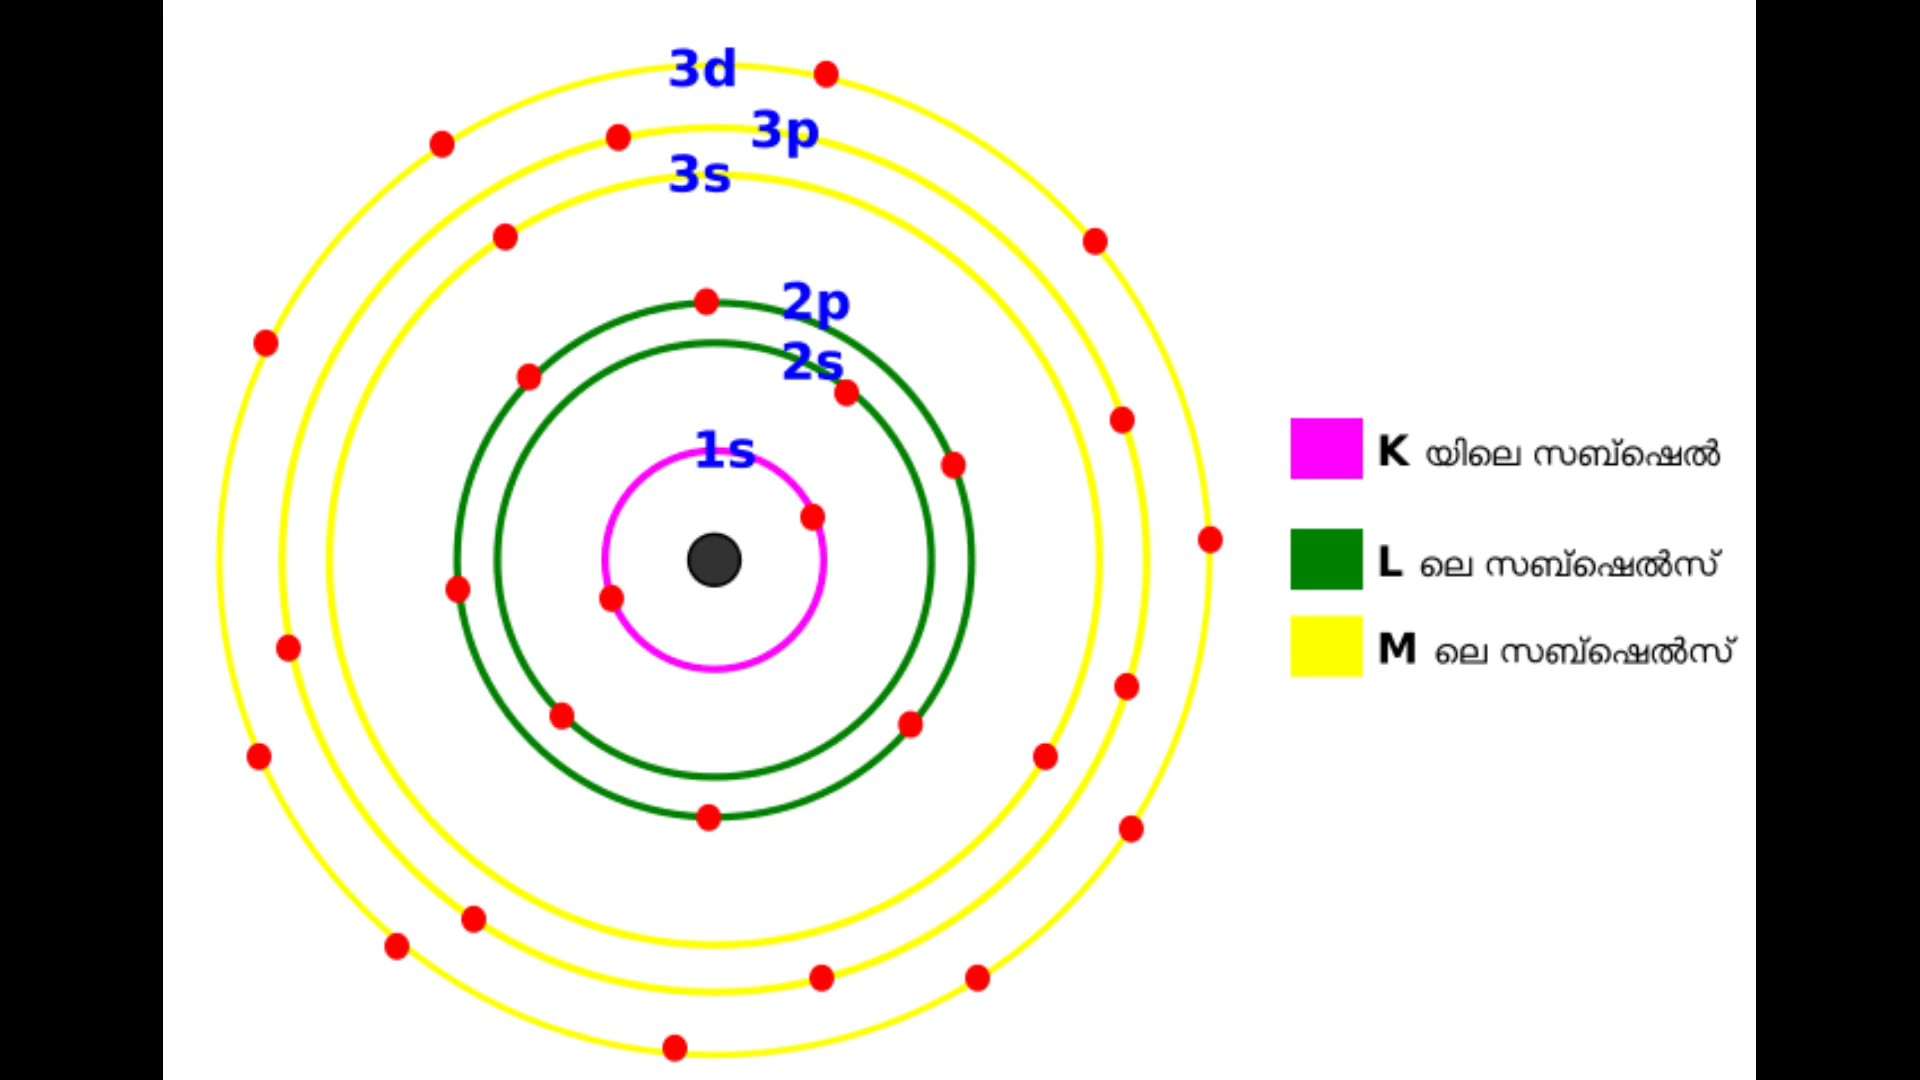 3d
3p
3s
2p
2s
1s
K യിലെ സബ്ഷെൽ
L ലെ സബ്ഷെൽസ്
M ലെ സബ്ഷെൽസ്